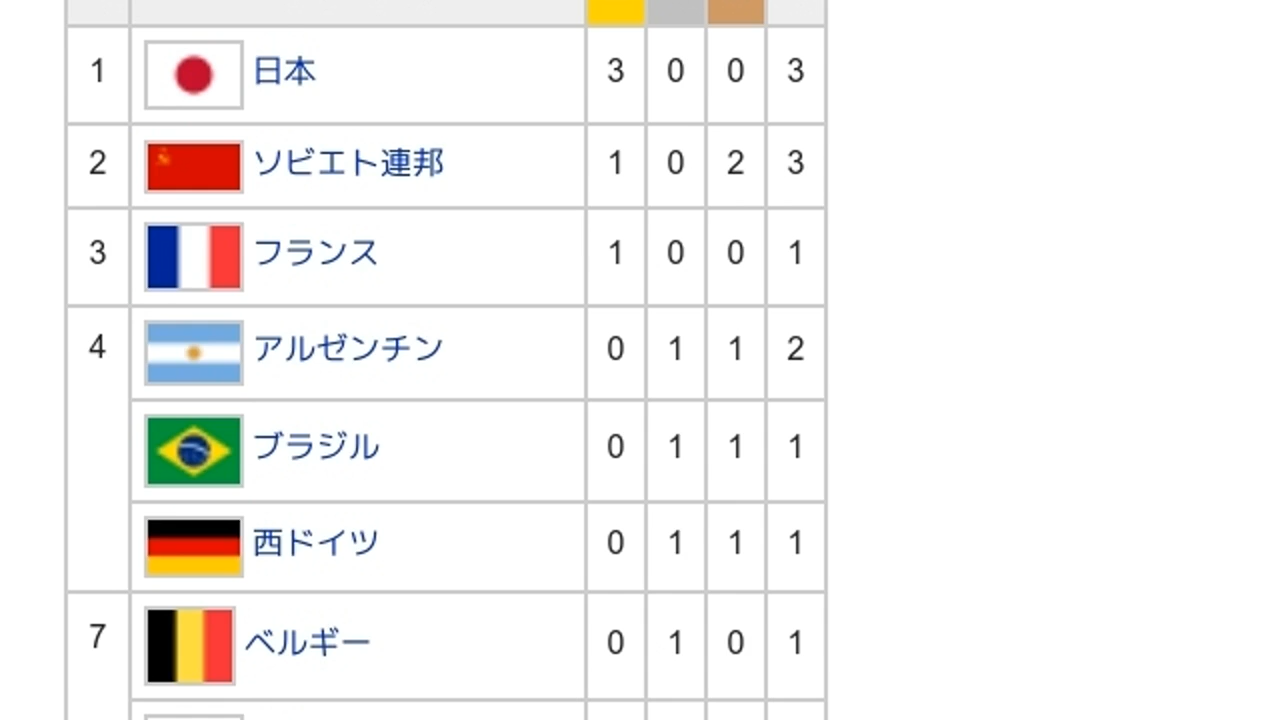 1 日本 3 0 0 3
2 ソビエト連邦 1 0 2 3
3 フランス 1 0 0 1
4 アルゼンチン 0 1 1 2
ブラジル 0 1 1 1
西ドイツ 0 1 1 1
7 ベルギー 0 1 0 1